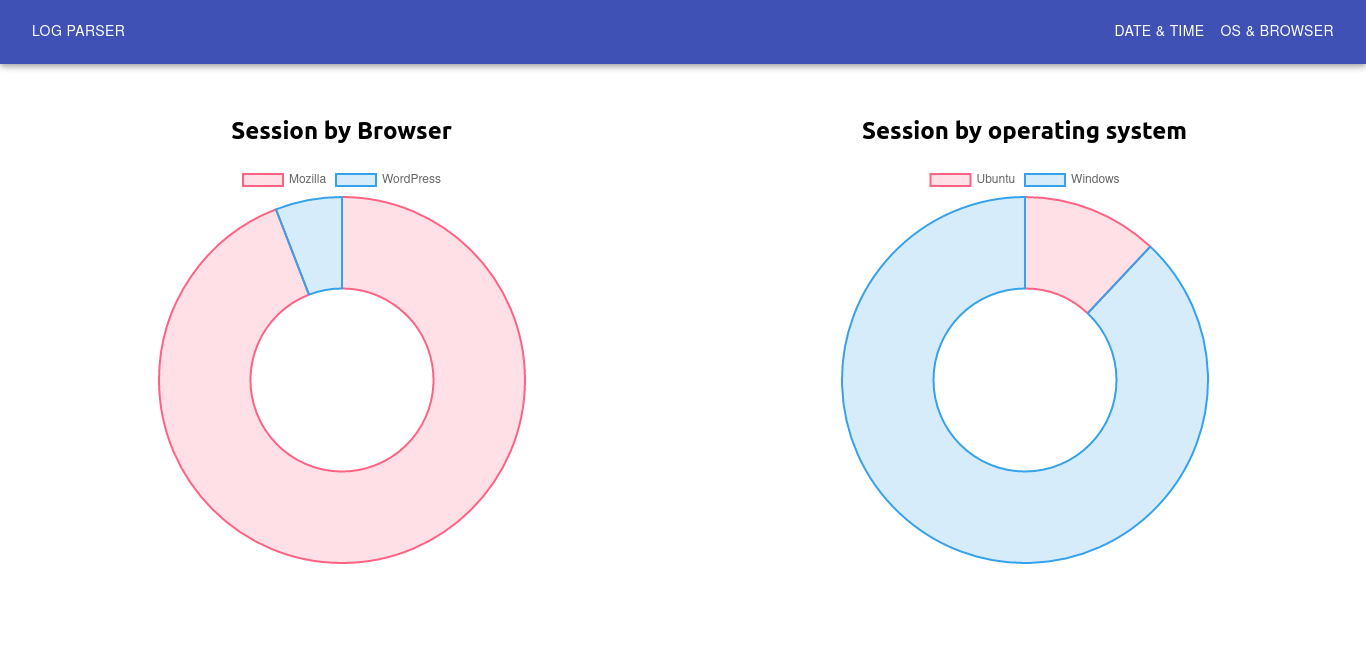 LOG PARSER DATE & TIME OS & BROWSER
Session by Browser
Mozilla WordPress
Session by operating system
Ubuntu Windows